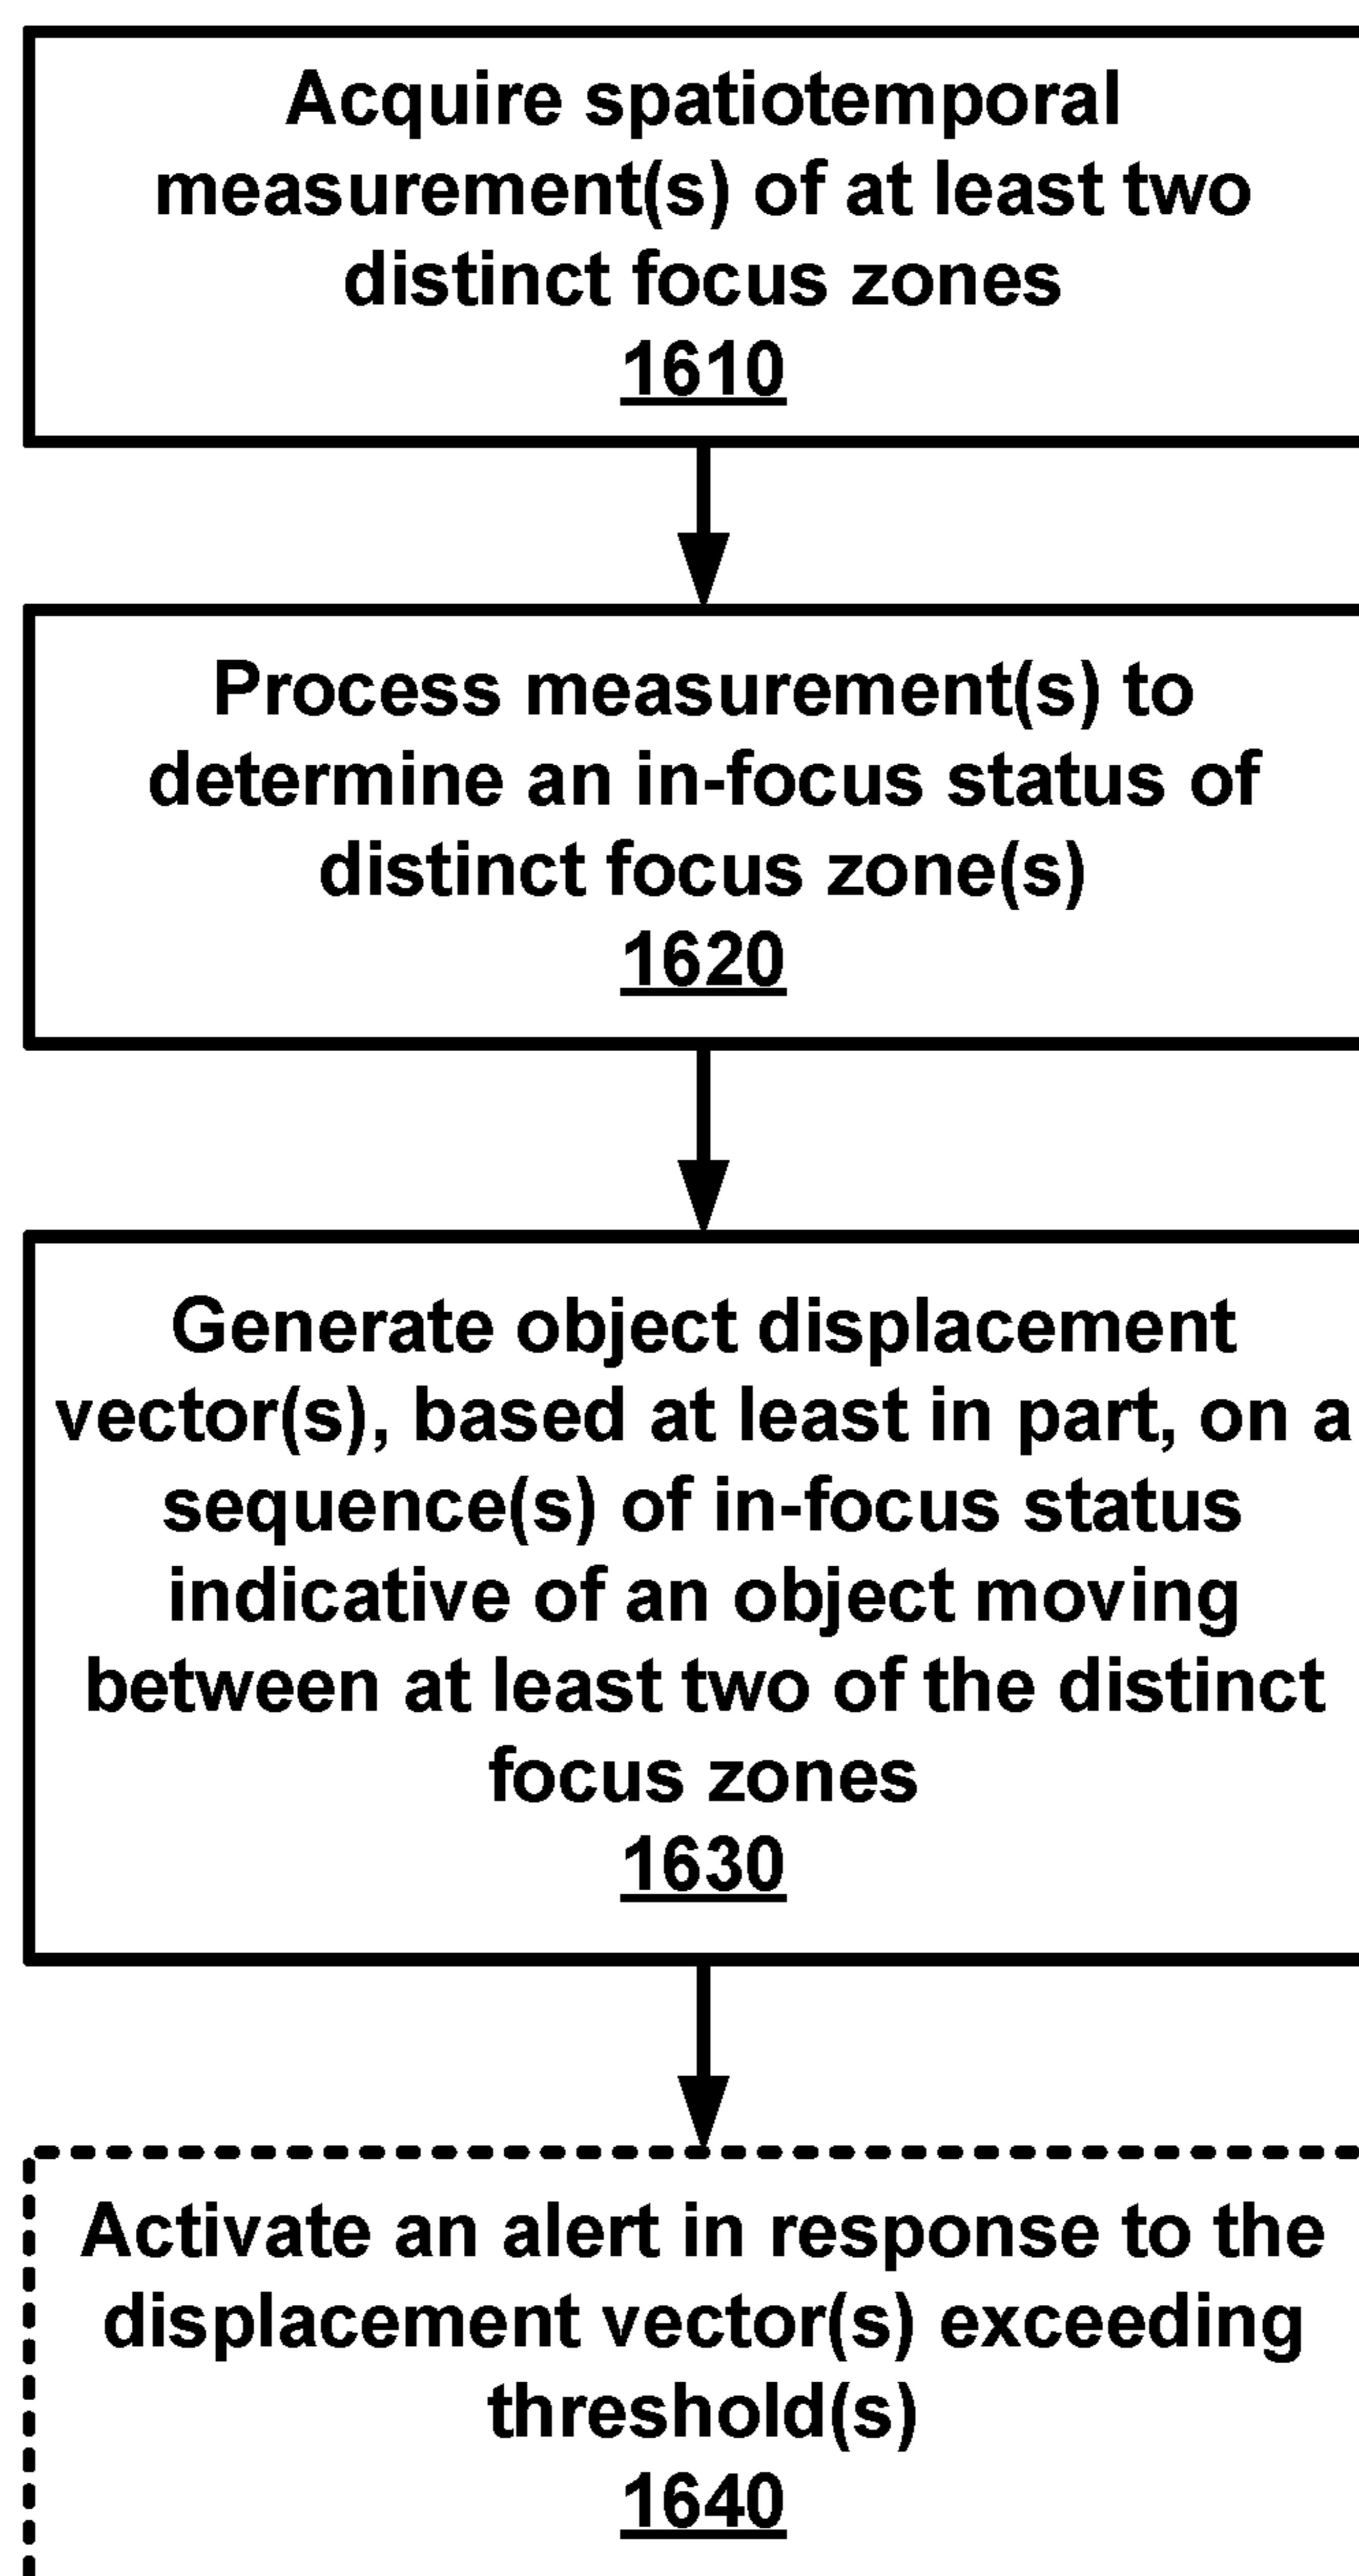 Acquire spatiotemporal
measurement(s) of at least two
distinct focus zones
1610
Process measurement(s) to
determine an in-focus status of
distinct focus zone(s)
1620
Generate object displacement
vector(s), based at least in part, on a
sequence(s) of in-focus status
indicative of an object moving
between at least two of the distinct
focus zones
1630
Activate an alert in response to the
displacement vector(s) exceeding
threshold(s)
1640